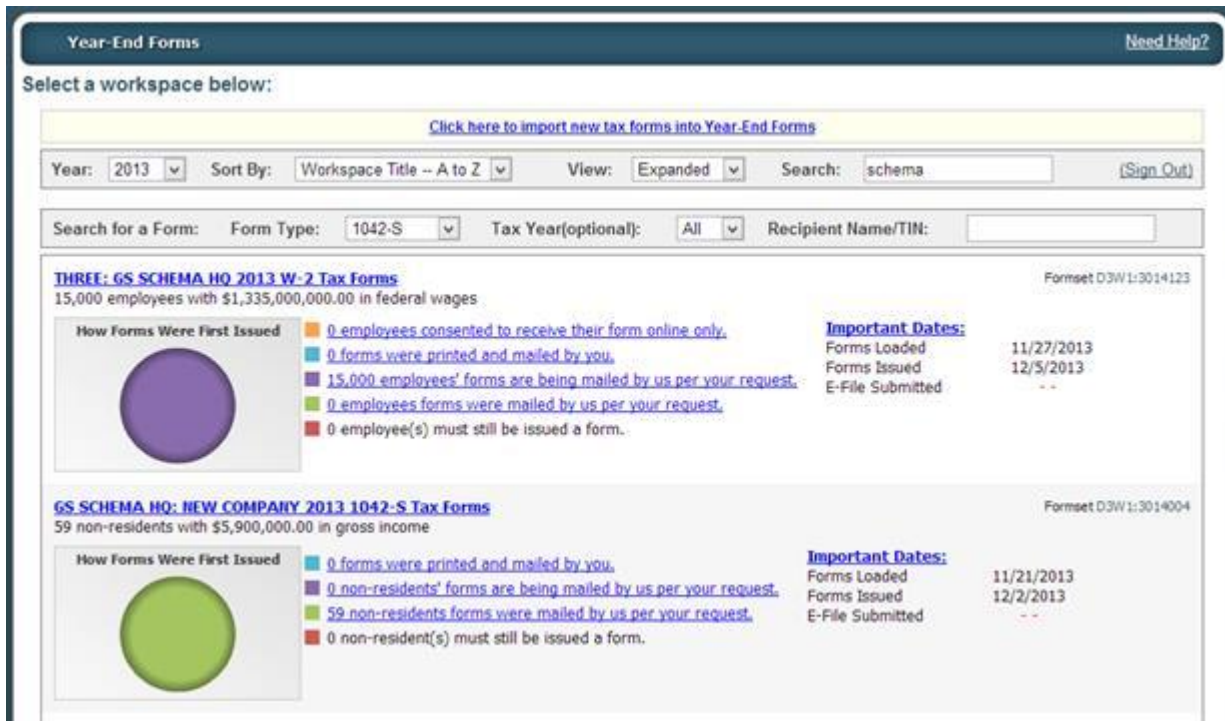 Year-End Forms Need Help?
Select a workspace below:
Click here to import new tax forms into Year-End Forms
Year: 2013 Sort By: Workspace Title -- A to Z View: Expanded Search: schema (Sign Out)
Search for a Form: Form Type: 1042-S Tax Year(optional): All Recipient Name/TIN:
THREE: GS SCHEMA HQ 2013 W-2 Tax Forms Formset D3W1:3014123
15,000 employees with $1,335,000,000.00 in federal wages
How Forms Were First Issued
0 employees consented to receive their form online only.
0 forms were printed and mailed by you.
15,000 employees' forms are being mailed by us per your request.
0 employees forms were mailed by us per your request.
0 employee(s) must still be issued a form.
Important Dates:
Forms Loaded 11/27/2013
Forms Issued 12/5/2013
E-File Submitted - -
GS SCHEMA HQ: NEW COMPANY 2013 1042-S Tax Forms Formset D3W1:3014004
59 non-residents with $5,900,000.00 in gross income
How Forms Were First Issued
0 forms were printed and mailed by you.
0 non-residents' forms are being mailed by us per your request.
59 non-residents forms were mailed by us per your request.
0 non-resident(s) must still be issued a form.
Important Dates:
Forms Loaded 11/21/2013
Forms Issued 12/2/2013
E-File Submitted - -